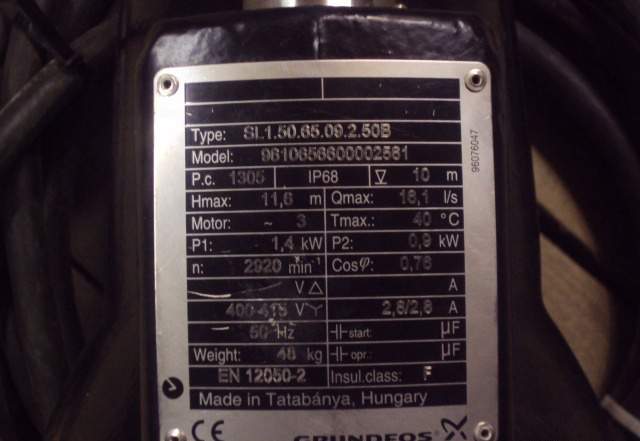 Type: SL1.50.65.09.2.50B
Model: 9610656600002581
P.c. 1305 IP68 ∇ 10 m
Hmax: 11,6 m Qmax: 16,1 l/s
Motor: ~ 3 Tmax.: 40 °C
P1: 1,4 kW P2: 0,9 kW
n: 2920 min⁻¹ Cosφ: 0,76
V △ A
400-415 V Y 2,8/2,8 A
50 Hz ⊣⊢start: µF
Weight: 48 kg ⊣⊢opr.: µF
EN 12050-2 Insul.class: F
Made in Tatabánya, Hungary
CE GRUNDFOS X
96076047